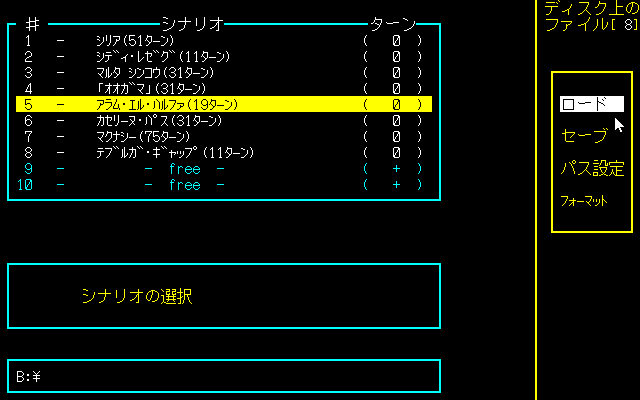 # シナリオ ターン
1 - シリア(51ターン) ( 0 )
2 - シディ・レゼグ(11ターン) ( 0 )
3 - マルタ シンコウ(31ターン) ( 0 )
4 - 「オオガマ」(31ターン) ( 0 )
5 - アラム・エル・ハルファ(19ターン) ( 0 )
6 - カセリーヌ・パス(31ターン) ( 0 )
7 - マクナシー(75ターン) ( 0 )
8 - テブルガ・ギャップ(11ターン) ( 0 )
9 - - free - ( + )
10 - - free - ( + )
シナリオの選択
B:¥
ディスク上の
ファイル[ 8]
ロード
セーブ
パス設定
フォーマット